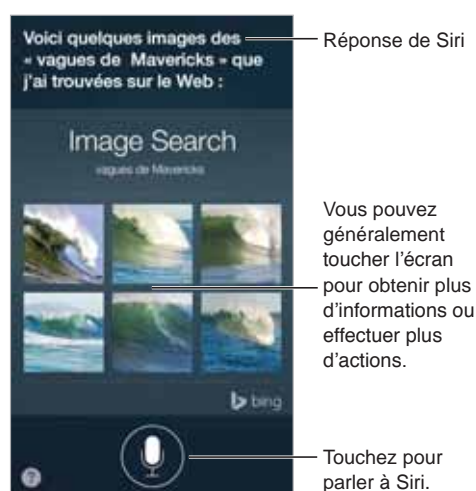 Voici quelques images des
« vagues de Mavericks » que
j'ai trouvées sur le Web :
Réponse de Siri
Image Search
vagues de Mavericks
Vous pouvez
généralement
toucher l'écran
pour obtenir plus
d'informations ou
effectuer plus
d'actions.
bing
?
Touchez pour
parler à Siri.